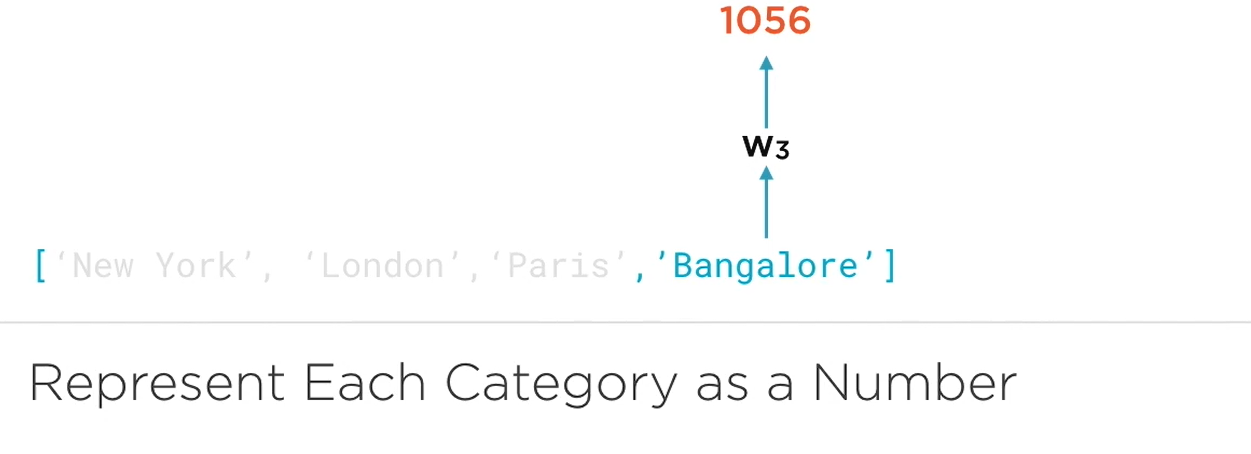 1056
w3
[‘New York’, ‘London’,‘Paris’,’Bangalore’]
Represent Each Category as a Number